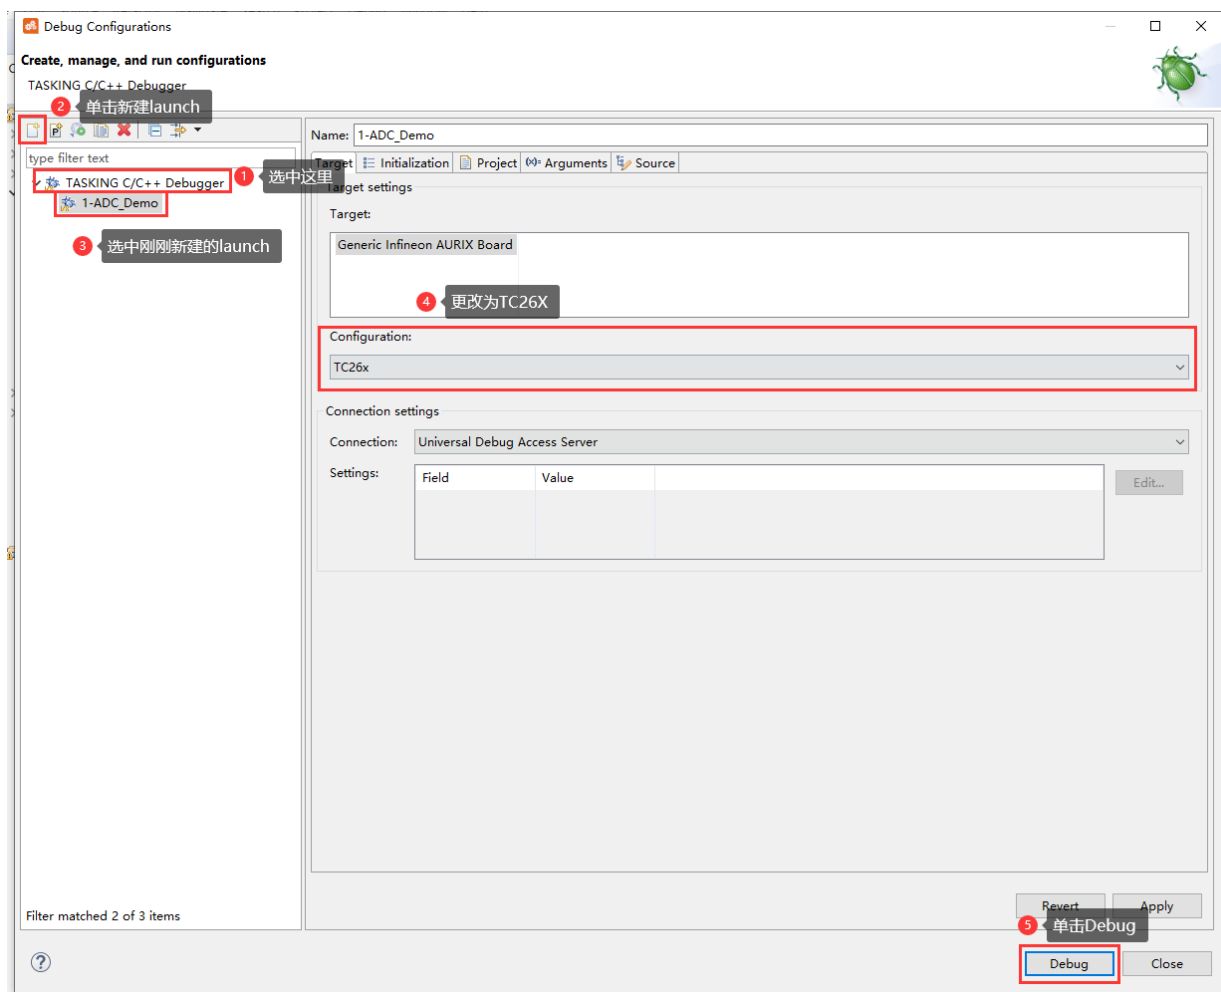 Debug Configurations
Create, manage, and run configurations
TASKING C/C++ Debugger
2 单击新建launch
type filter text
TASKING C/C++ Debugger
1 选中这里
1-ADC_Demo
3 选中刚刚新建的launch
Filter matched 2 of 3 items
Name: 1-ADC_Demo
Target Initialization Project (x)= Arguments Source
Target settings
Target:
Generic Infineon AURIX Board
4 更改为TC26X
Configuration:
TC26x
Connection settings
Connection: Universal Debug Access Server
Settings: Field Value Edit...
Revert Apply
5 单击Debug
Debug Close